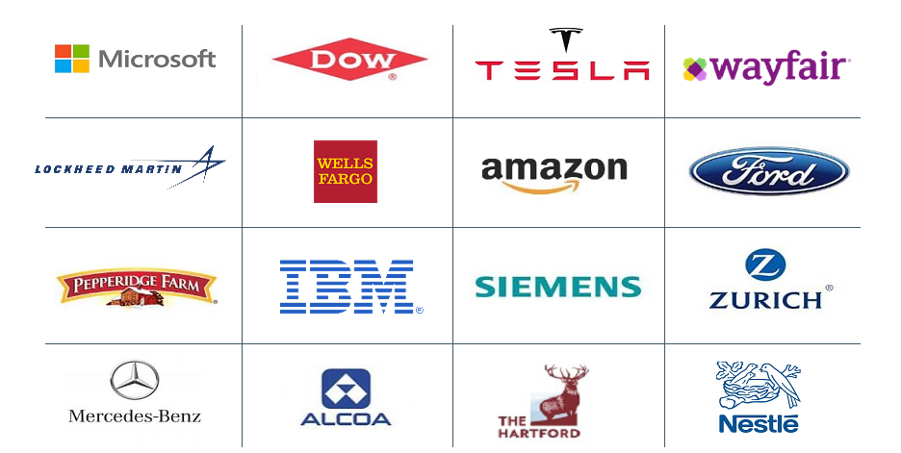 Microsoft
DOW
®
TESLA
wayfair
LOCKHEED MARTIN
WELLS
FARGO
amazon
Ford
PEPPERIDGE FARM
IBM
®
SIEMENS
Z
ZURICH®
Mercedes-Benz
ALCOA
THE
HARTFORD
Nestlé